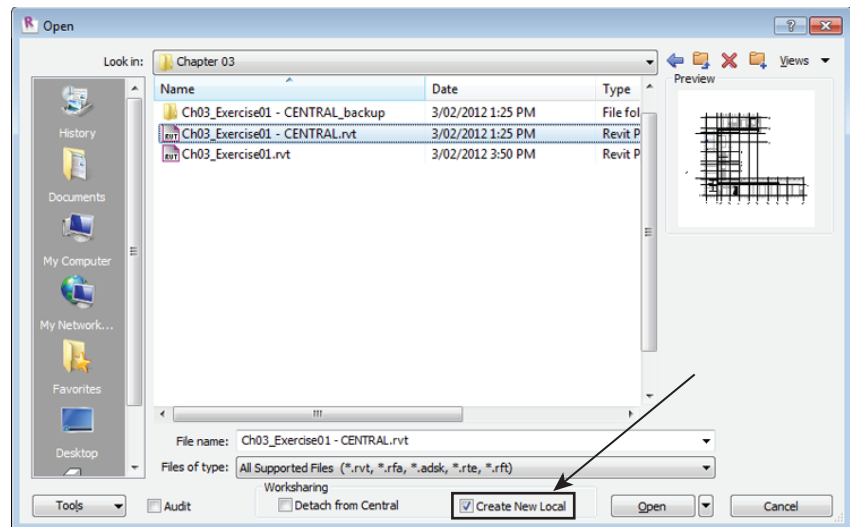 Open
Look in: Chapter 03
Views
Name Date Type
Preview
Ch03_Exercise01 - CENTRAL_backup 3/02/2012 1:25 PM File fol
Ch03_Exercise01 - CENTRAL.rvt 3/02/2012 1:25 PM Revit P
Ch03_Exercise01.rvt 3/02/2012 3:50 PM Revit P
History
Documents
My Computer
My Network...
Favorites
Desktop
File name: Ch03_Exercise01 - CENTRAL.rvt
Files of type: All Supported Files (*.rvt, *.rfa, *.adsk, *.rte, *.rft)
Worksharing
Tools Audit Detach from Central Create New Local Open Cancel